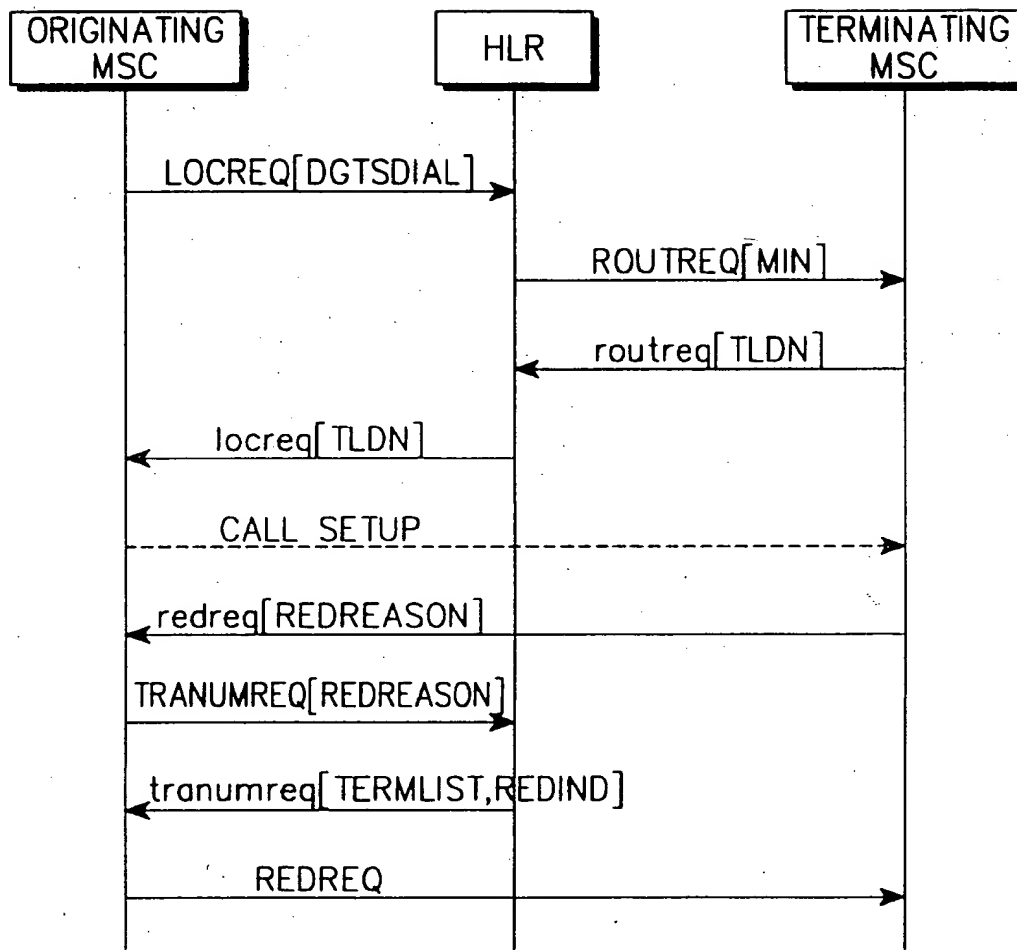 ORIGINATING
MSC
HLR
TERMINATING
MSC
LOCREQ[DGTSDIAL]
ROUTREQ[MIN]
routreq[TLDN]
locreq[TLDN]
CALL SETUP
redreq[REDREASON]
TRANUMREQ[REDREASON]
tranumreq[TERMLIST,REDIND]
REDREQ